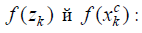 f(z_k) й f(x_k^c) :